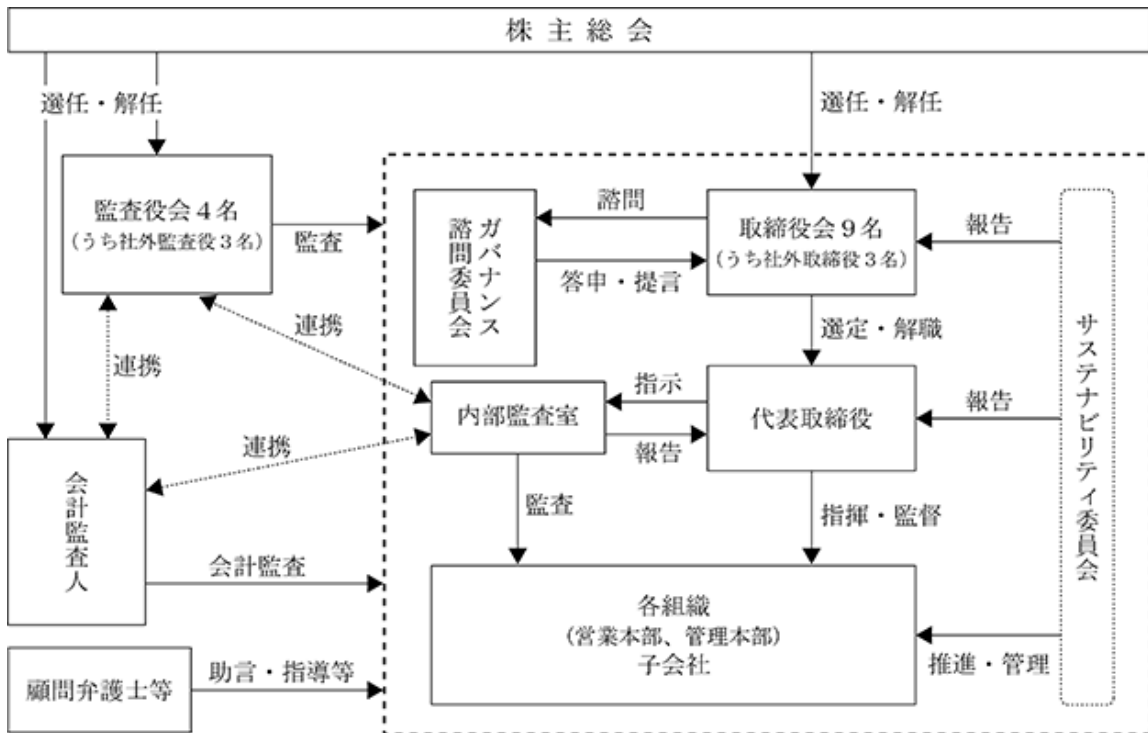 株主総会
選任・解任
選任・解任
監査役会4名
(うち社外監査役3名)
監査
ガバナンス
諮問委員会
諮問
答申・提言
取締役会9名
(うち社外取締役3名)
報告
サステナビリティ委員会
選定・解職
連携
連携
連携
内部監査室
指示
報告
代表取締役
報告
会計監査人
監査
指揮・監督
会計監査
各組織
(営業本部、管理本部)
子会社
推進・管理
顧問弁護士等
助言・指導等